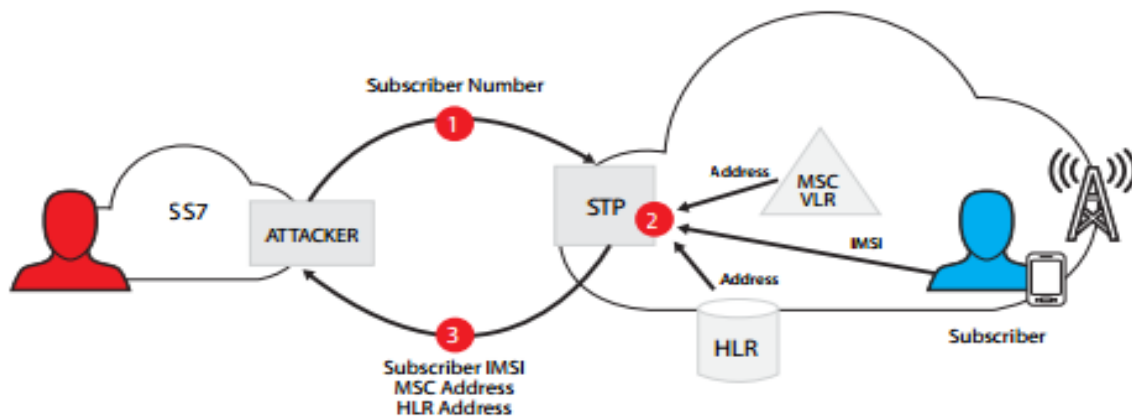 Subscriber Number
1
SS7
ATTACKER
STP
2
Address
MSC
VLR
IMSI
Address
HLR
Subscriber
3
Subscriber IMSI
MSC Address
HLR Address